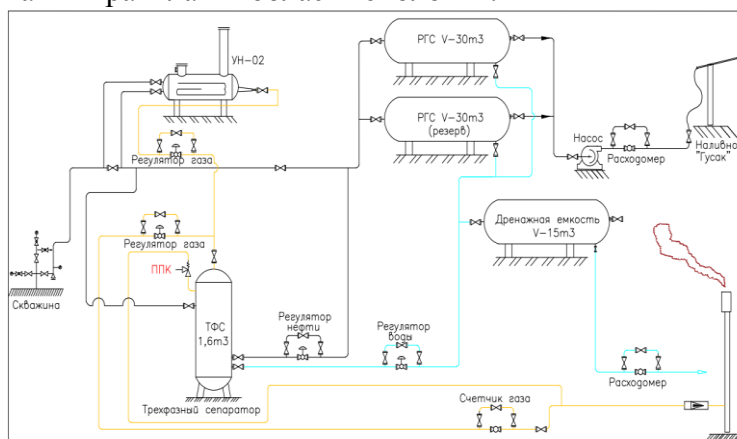 УН-02
РГС V-30m3
РГС V-30m3
(резерв)
Насос
Расходомер
Наливной
"Гусак"
Регулятор газа
Дренажная емкость
V-15m3
Регулятор газа
ППК
Скважина
ТФС
1,6m3
Регулятор
нефти
Регулятор
воды
Расходомер
Трехфазный сепаратор
Счетчик газа